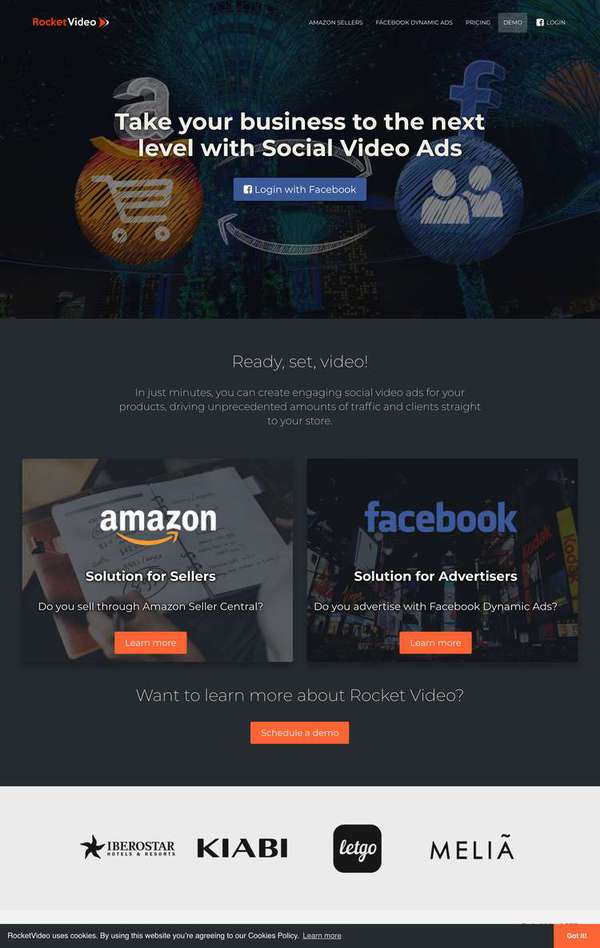 RocketVideo
AMAZON SELLERS FACEBOOK DYNAMIC ADS PRICING DEMO LOGIN
a f
Take your business to the next
level with Social Video Ads
Login with Facebook
Ready, set, video!
In just minutes, you can create engaging social video ads for your
products, driving unprecedented amounts of traffic and clients straight
to your store.
amazon
Solution for Sellers
Do you sell through Amazon Seller Central?
Learn more
facebook
Kodak
Kodak
Solution for Advertisers
Do you advertise with Facebook Dynamic Ads?
Learn more
Want to learn more about Rocket Video?
Schedule a demo
IBEROSTAR
HOTELS & RESORTS
KIABI
letgo
MELIÃ
RocketVideo uses cookies. By using this website you're agreeing to our Cookies Policy. Learn more
Got it!